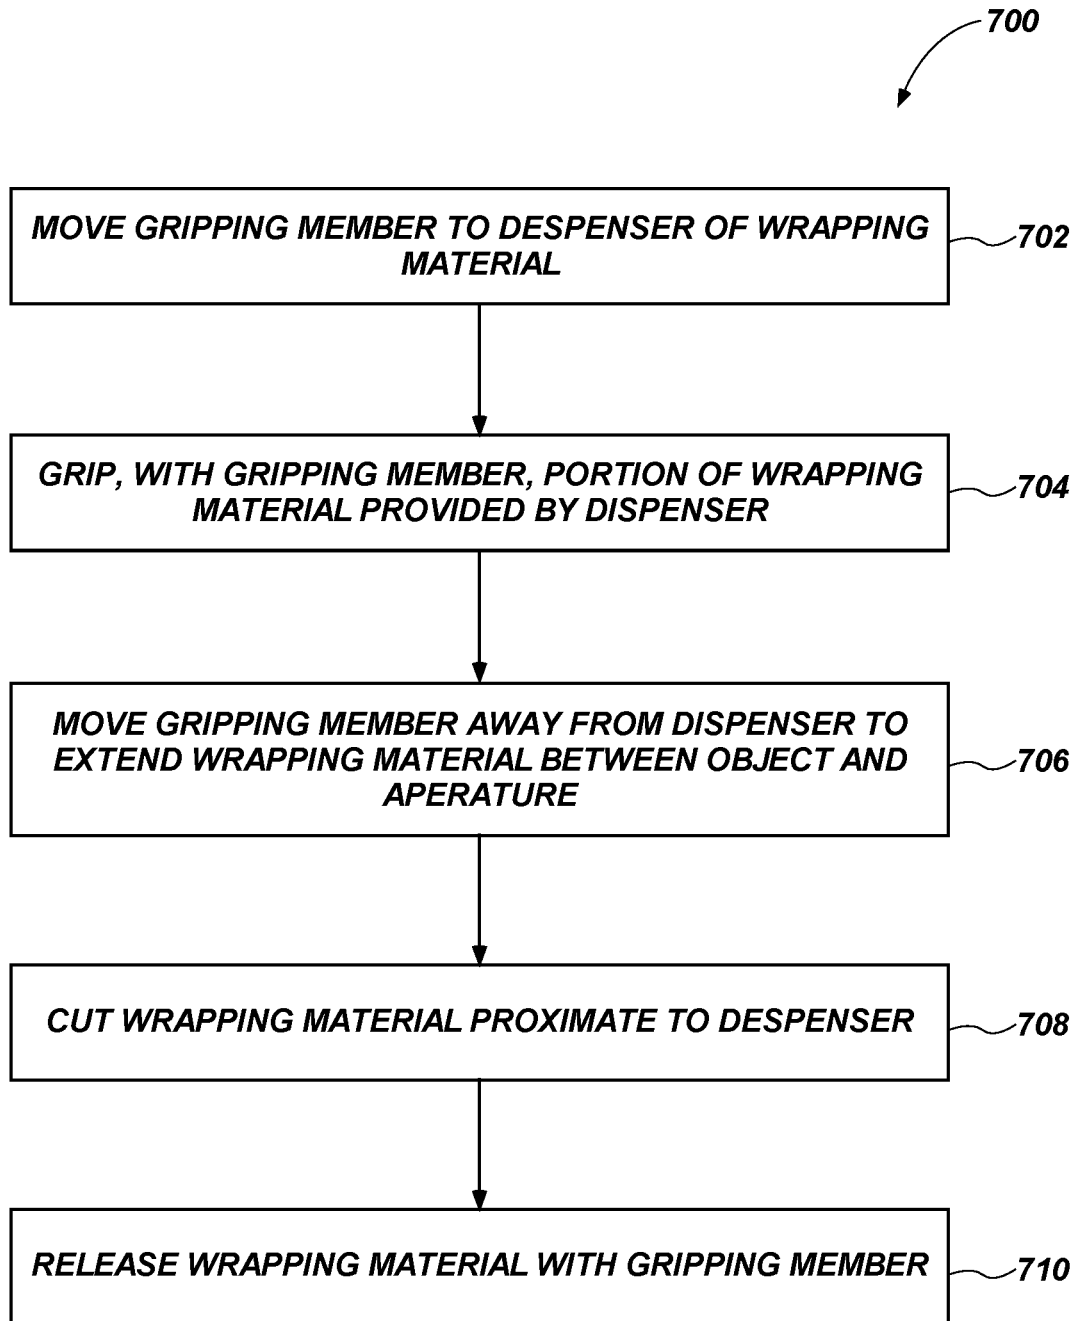 700
MOVE GRIPPING MEMBER TO DESPENSER OF WRAPPING
MATERIAL
702
GRIP, WITH GRIPPING MEMBER, PORTION OF WRAPPING
MATERIAL PROVIDED BY DISPENSER
704
MOVE GRIPPING MEMBER AWAY FROM DISPENSER TO
EXTEND WRAPPING MATERIAL BETWEEN OBJECT AND
APERATURE
706
CUT WRAPPING MATERIAL PROXIMATE TO DESPENSER
708
RELEASE WRAPPING MATERIAL WITH GRIPPING MEMBER
710